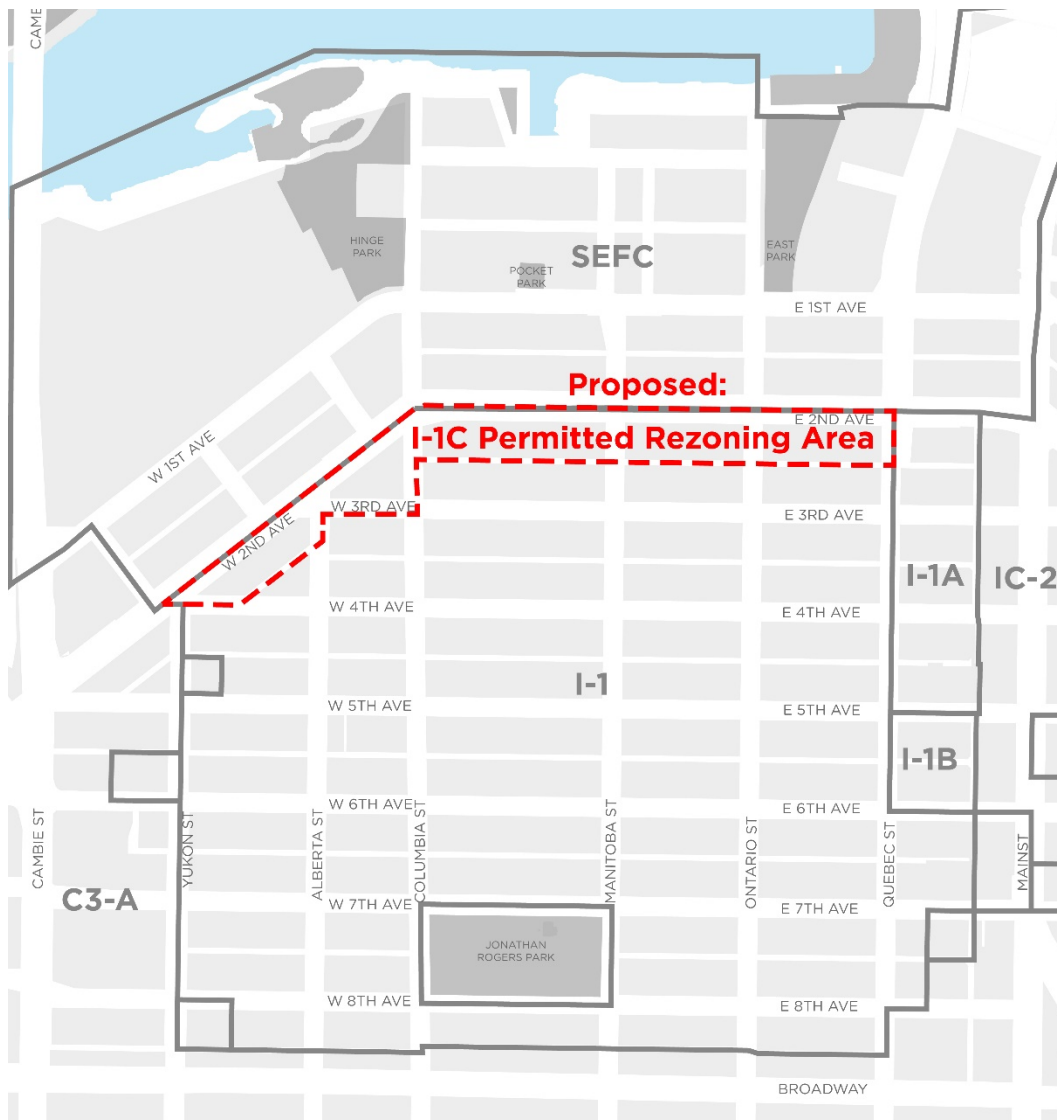 CAMB
HINGE
PARK
SEFC
POCKET
PARK
EAST
PARK
E 1ST AVE
Proposed:
E 2ND AVE
I-1C Permitted Rezoning Area
W 1ST AVE
W 2ND AVE
W 3RD AVE
E 3RD AVE
I-1A
IC-2
W 4TH AVE
E 4TH AVE
I-1
W 5TH AVE
E 5TH AVE
I-1B
W 6TH AVE
E 6TH AVE
CAMBIE ST
YUKON ST
ALBERTA ST
COLUMBIA ST
MANITOBA ST
ONTARIO ST
QUEBEC ST
MAINST
C3-A
W 7TH AVE
E 7TH AVE
JONATHAN
ROGERS PARK
W 8TH AVE
E 8TH AVE
BROADWAY